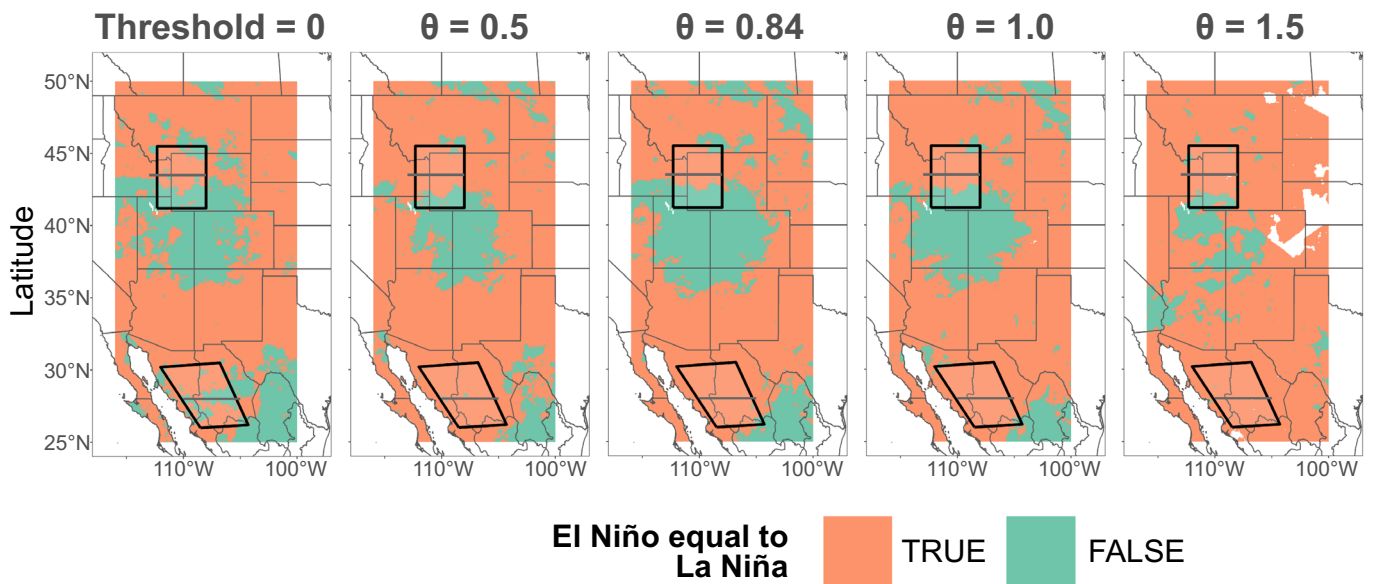 Threshold = 0
θ = 0.5
θ = 0.84
θ = 1.0
θ = 1.5
Latitude
50°N
45°N
40°N
35°N
30°N
25°N
110°W 100°W
110°W 100°W
110°W 100°W
110°W 100°W
110°W 100°W
El Niño equal to
La Niña
TRUE
FALSE